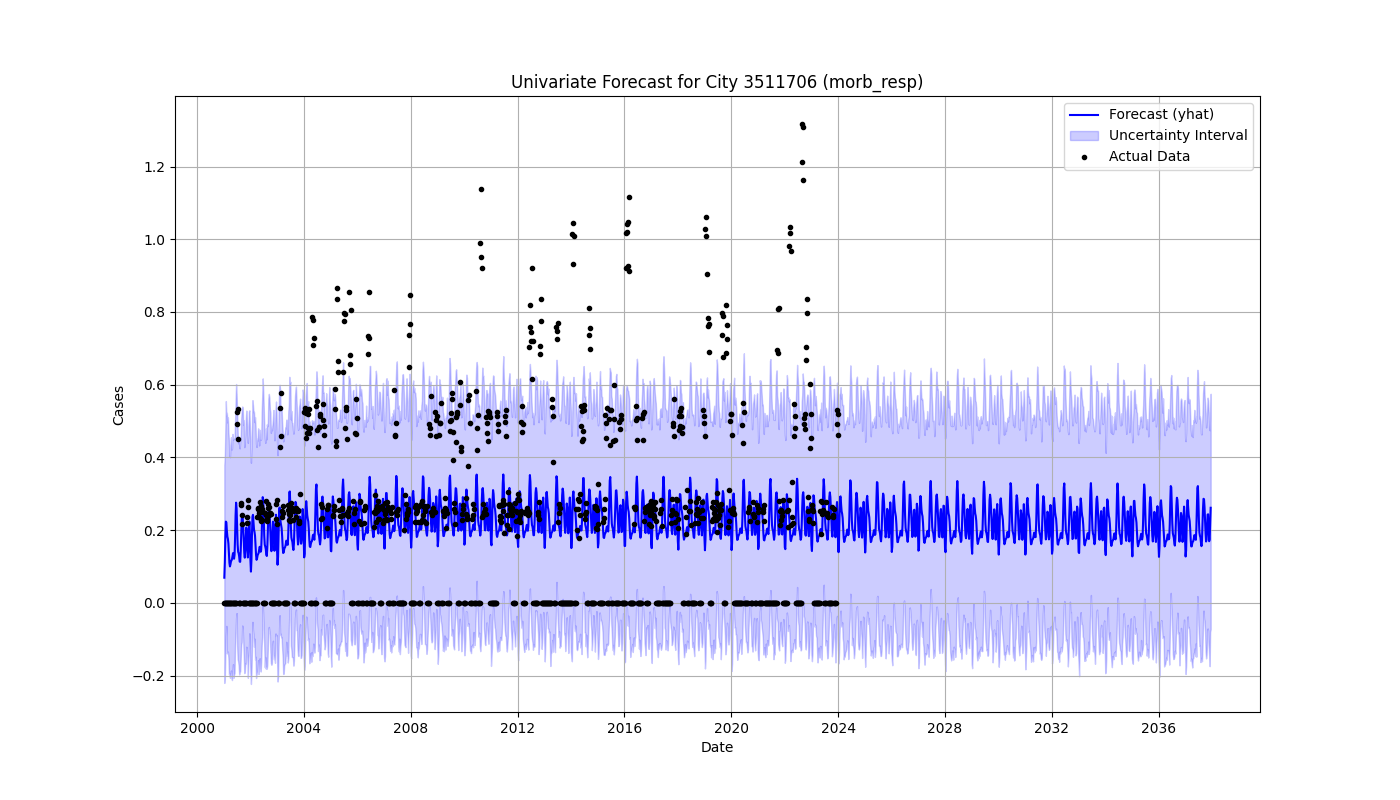 Univariate Forecast for City 3511706 (morb_resp)
Forecast (yhat)
Uncertainty Interval
Actual Data
Cases
1.2
1.0
0.8
0.6
0.4
0.2
0.0
−0.2
2000 2004 2008 2012 2016 2020 2024 2028 2032 2036
Date